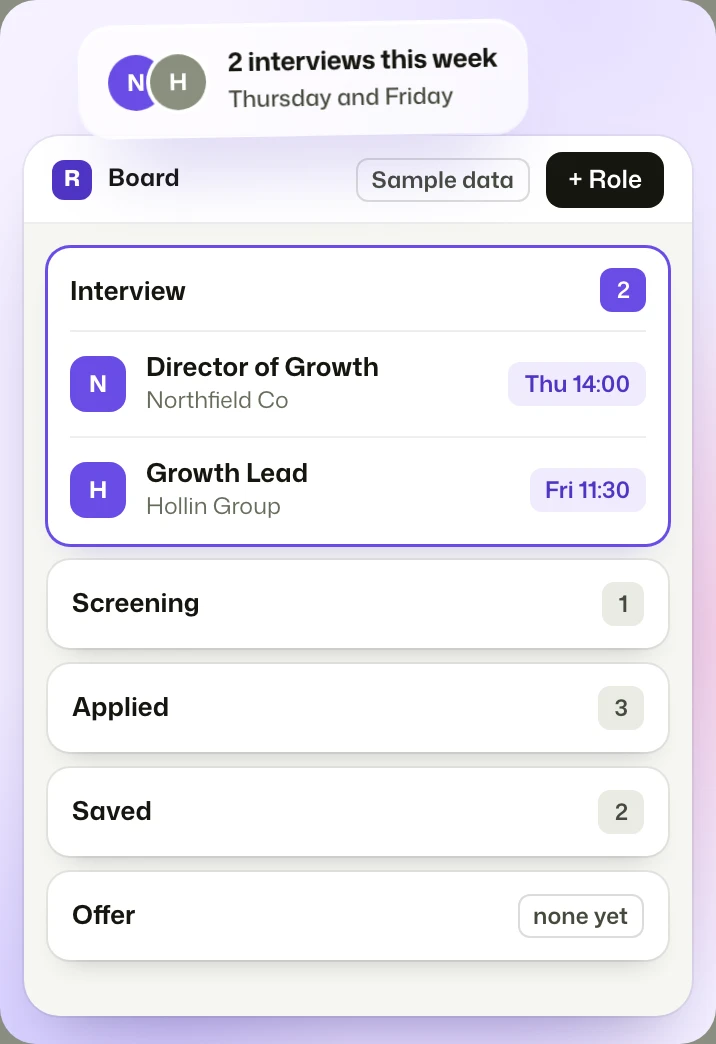 N H 2 interviews this week
Thursday and Friday
R Board Sample data + Role
Interview 2
N Director of Growth Thu 14:00
Northfield Co
H Growth Lead Fri 11:30
Hollin Group
Screening 1
Applied 3
Saved 2
Offer none yet